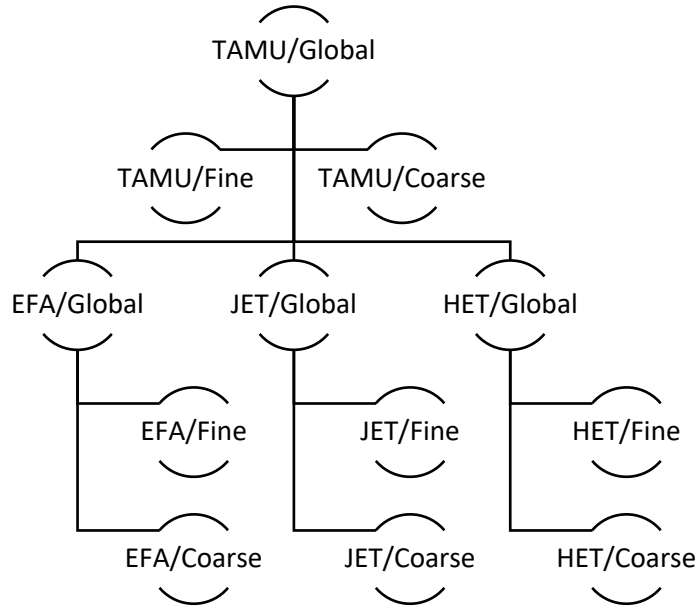 TAMU/Global
TAMU/Fine TAMU/Coarse
EFA/Global JET/Global HET/Global
EFA/Fine JET/Fine HET/Fine
EFA/Coarse JET/Coarse HET/Coarse